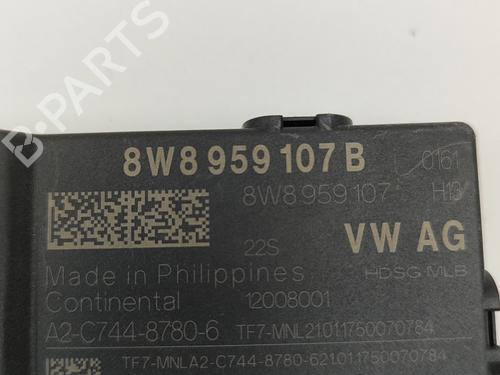 B-PARTS
8W8 959 107 B
0161
8W8 959 107
H13
22S
VW AG
Made in Philippines
HDSG MLB
Continental
12008001
A2-C744-8780-6
TF7-MNL21011750070784
TF7-MNLA2-C744-8780-621011750070784